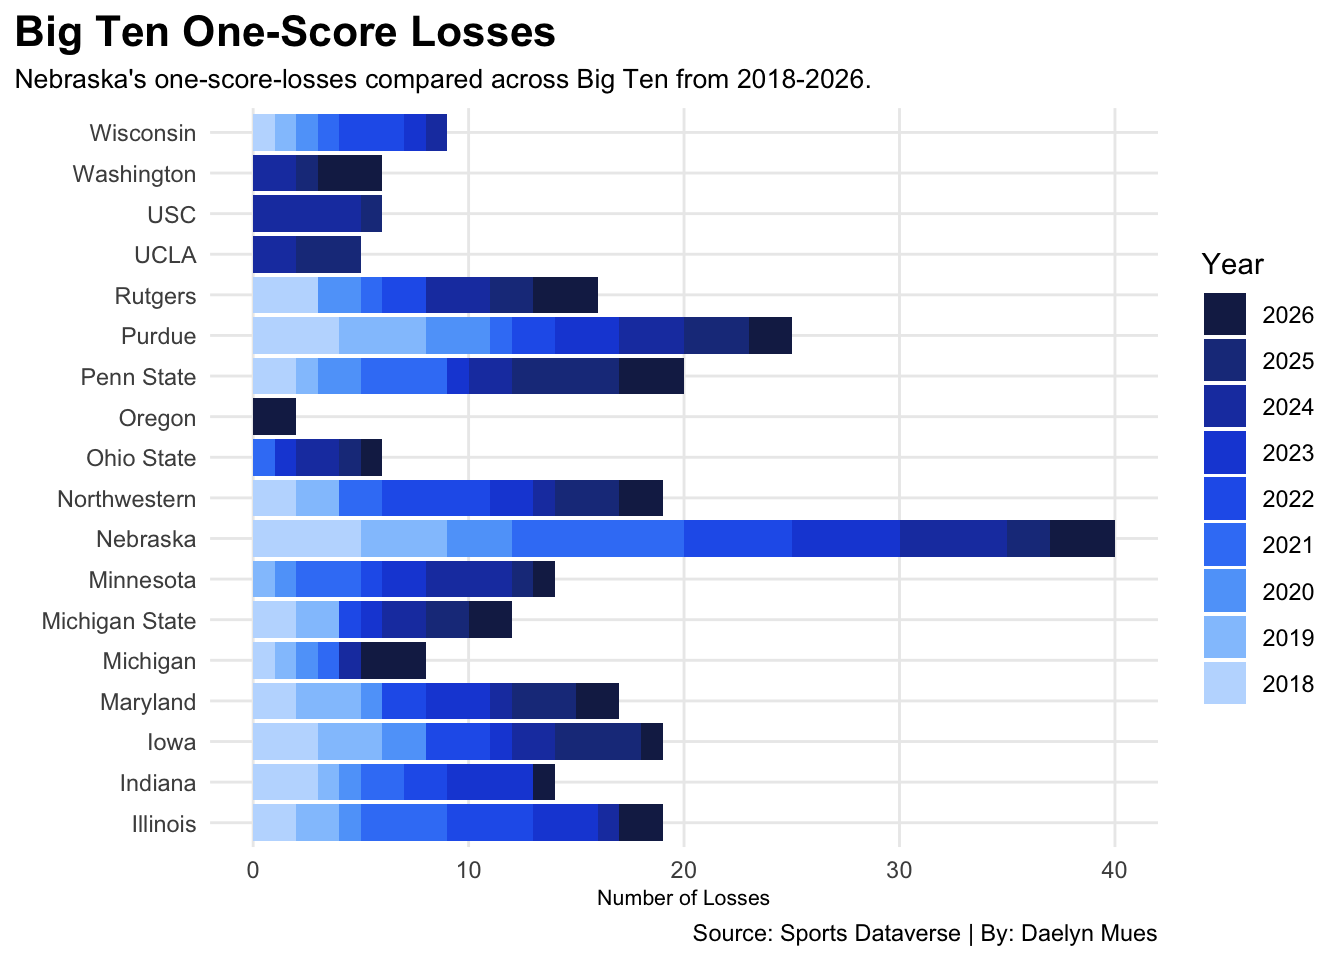 Big Ten One-Score Losses
Nebraska's one-score-losses compared across Big Ten from 2018-2026.
Wisconsin
Washington
USC
UCLA
Rutgers
Purdue
Penn State
Oregon
Ohio State
Northwestern
Nebraska
Minnesota
Michigan State
Michigan
Maryland
Iowa
Indiana
Illinois
0 10 20 30 40
Number of Losses
Year
2026
2025
2024
2023
2022
2021
2020
2019
2018
Source: Sports Dataverse | By: Daelyn Mues